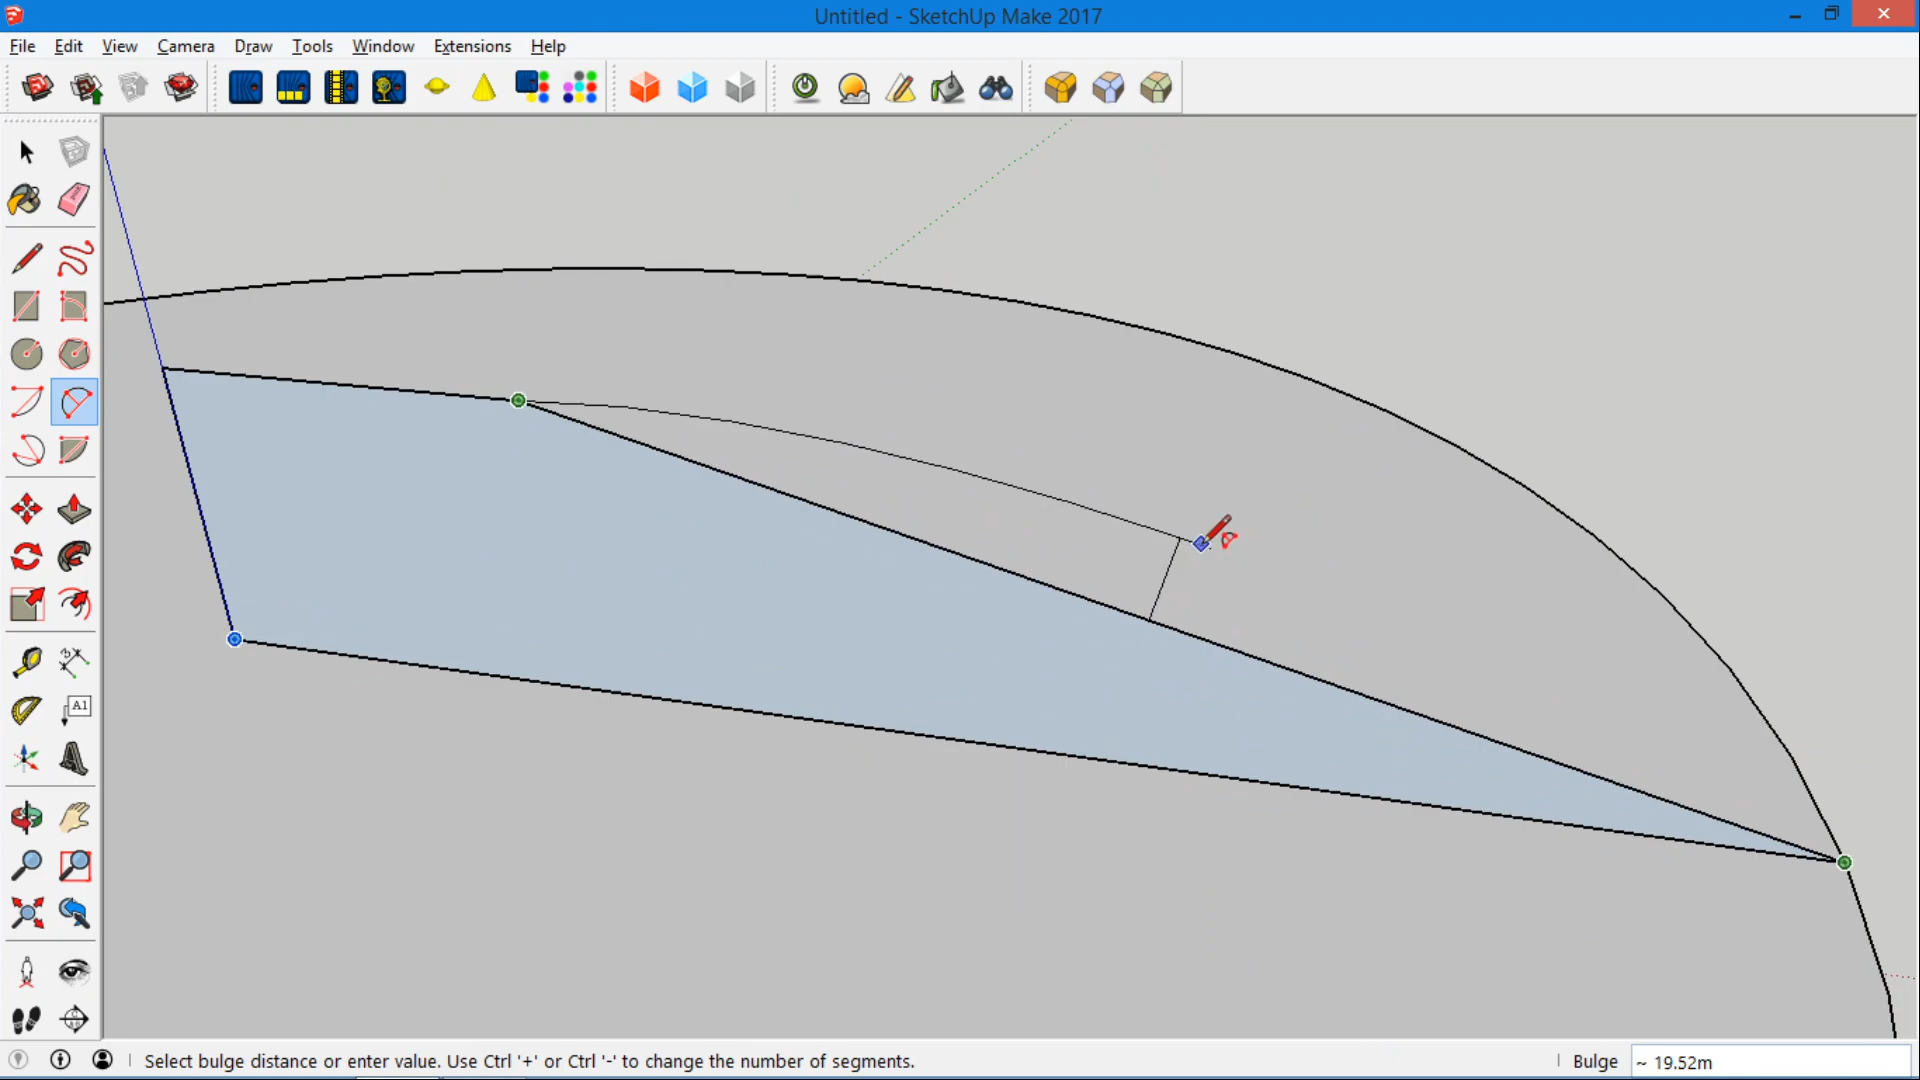 Untitled - SketchUp Make 2017
File Edit View Camera Draw Tools Window Extensions Help
A1
Select bulge distance or enter value. Use Ctrl '+' or Ctrl '-' to change the number of segments.
Bulge ~ 19.52m